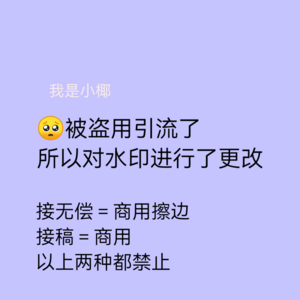 我是小椰
🥺被盗用引流了
所以对水印进行了更改
接无偿 = 商用擦边
接稿 = 商用
以上两种都禁止